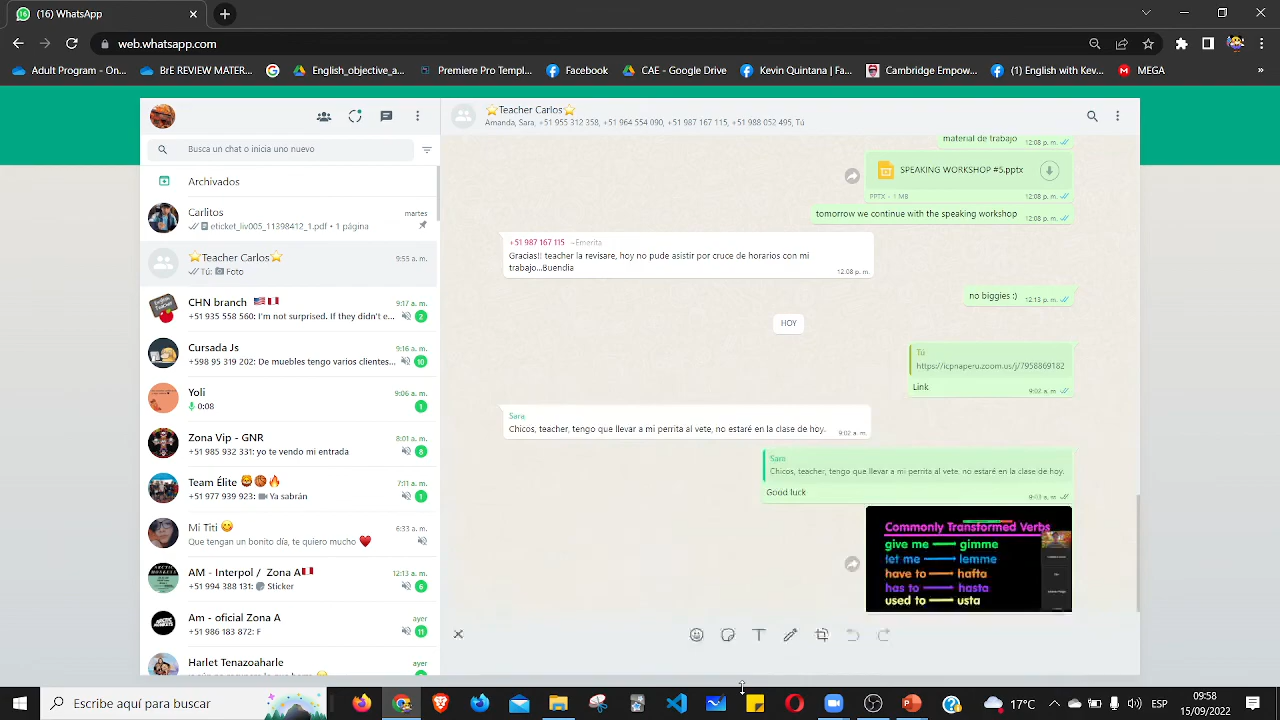 (16) WhatsApp
web.whatsapp.com
Adult Program - On...
BrE REVIEW MATER...
English_objective_a...
Premiere Pro Templ...
Facebook
CAE - Google Drive
Kevin Quintana | Fa...
Cambridge Empow...
(1) English with Kev...
MEGA
»
⭐Teacher Carlos⭐
Amanda, Sara, +51 955 312 358, +51 964 554 090, +51 987 167 115, +51 988 052 495, Tú
Busca un chat o inicia uno nuevo
Archivados
Carlitos
martes
eticket_liv005_11398412_1.pdf • 1 página
⭐Teacher Carlos⭐
9:55 a. m.
Tú: Foto
CHN branch
9:17 a. m.
+51 935 558 560: I'm not surprised. If they didn't e...
2
Cursada Js
9:16 a. m.
+598 95 319 202: De muebles tengo varios clientes...
10
Yoli
9:06 a. m.
0:08
1
Zona Vip - GNR
8:01 a. m.
+51 959 392 331: yo te vendo mi entrada
8
Team Élite
7:11 a. m.
+51 977 939 923: Ya sabrán
1
Mi Titi
6:33 a. m.
Que tengas un bonito día, te quiero mucho
AM - inmortal - Zona A
12:13 a. m.
+51 994 130 131: Sticker
6
Am - oficial Zona A
ayer
+51 986 183 872: F
11
Harlet Tenazoaharle
ayer
material de trabajo
12:08 p. m.
SPEAKING WORKSHOP #5.pptx
PPTX • 1 MB
12:08 p. m.
tomorrow we continue with the speaking workshop
12:08 p. m.
+51 987 167 115 ~Emerita
Gracias!! teacher la revisare, hoy no pude asistir por cruce de horarios con mi
trabajo...Buendia
12:08 p. m.
no biggies :)
12:13 p. m.
HOY
Tú
https://icpnaperu.zoom.us/j/7958869182
Link
9:02 a. m.
Sara
Chicos, teacher, tengo que llevar a mi perrita al vete, no estaré en la clase de hoy.
9:02 a. m.
Sara
Chicos, teacher, tengo que llevar a mi perrita al vete, no estaré en la clase de hoy.
Good luck
9:03 a. m.
Commonly Transformed Verbs
give me gimme
let me lemme
have to hafta
has to hasta
used to usta
Escribe aquí para buscar
17°C
ESP
09:58
15/09/2022